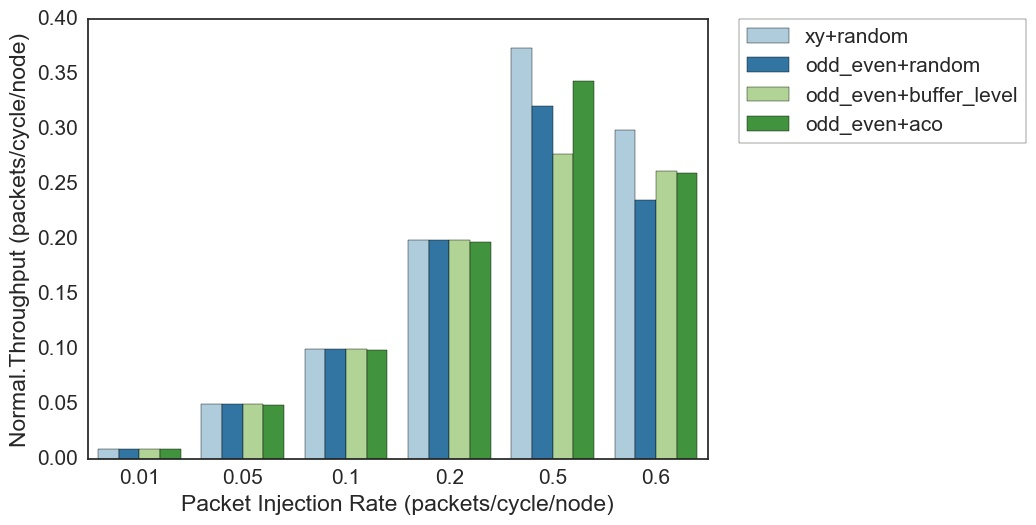 0.40
0.35
0.30
0.25
0.20
0.15
0.10
0.05
0.00
Normal.Throughput (packets/cycle/node)
0.01 0.05 0.1 0.2 0.5 0.6
Packet Injection Rate (packets/cycle/node)
xy+random
odd_even+random
odd_even+buffer_level
odd_even+aco